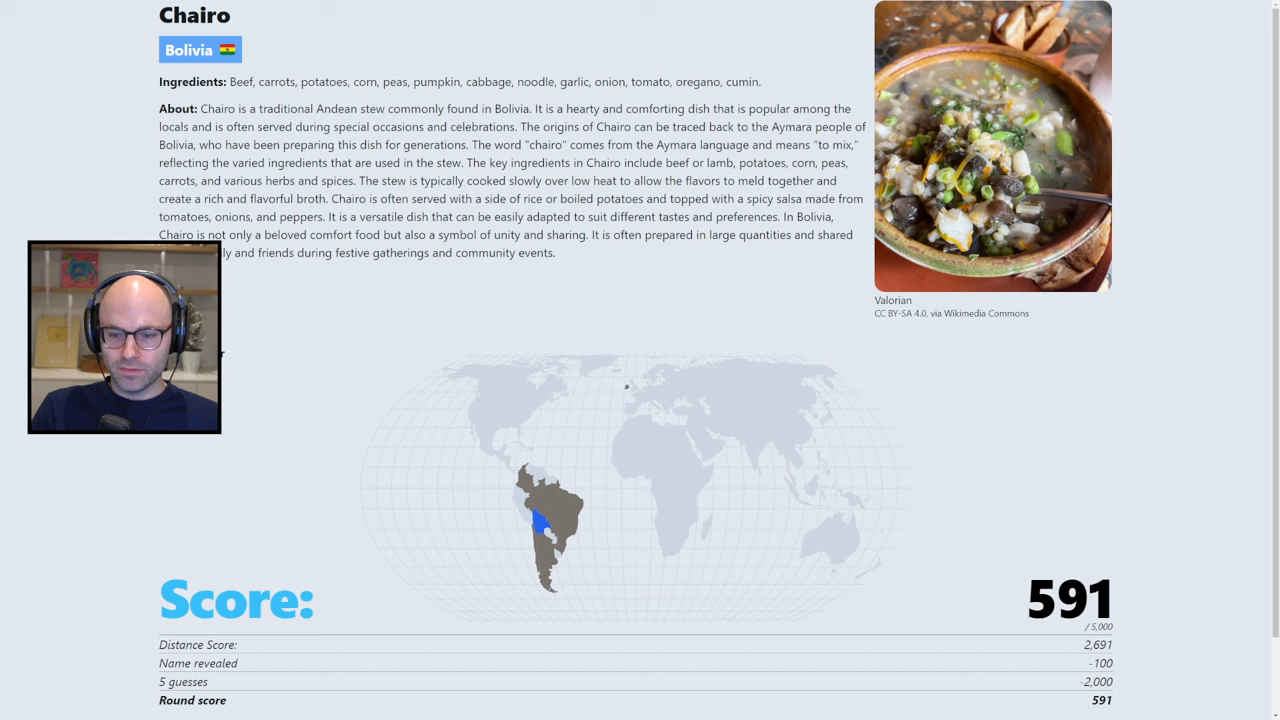 Chairo
Bolivia
Ingredients: Beef, carrots, potatoes, corn, peas, pumpkin, cabbage, noodle, garlic, onion, tomato, oregano, cumin.
About: Chairo is a traditional Andean stew commonly found in Bolivia. It is a hearty and comforting dish that is popular among the
locals and is often served during special occasions and celebrations. The origins of Chairo can be traced back to the Aymara people of
Bolivia, who have been preparing this dish for generations. The word "chairo" comes from the Aymara language and means "to mix,"
reflecting the varied ingredients that are used in the stew. The key ingredients in Chairo include beef or lamb, potatoes, corn, peas,
carrots, and various herbs and spices. The stew is typically cooked slowly over low heat to allow the flavors to meld together and
create a rich and flavorful broth. Chairo is often served with a side of rice or boiled potatoes and topped with a spicy salsa made from
tomatoes, onions, and peppers. It is a versatile dish that can be easily adapted to suit different tastes and preferences. In Bolivia,
Chairo is not only a beloved comfort food but also a symbol of unity and sharing. It is often prepared in large quantities and shared
ly and friends during festive gatherings and community events.
Valorian
CC BY-SA 4.0, via Wikimedia Commons
r
Score: 591
/ 5,000
Distance Score: 2,691
Name revealed -100
5 guesses -2,000
Round score 591